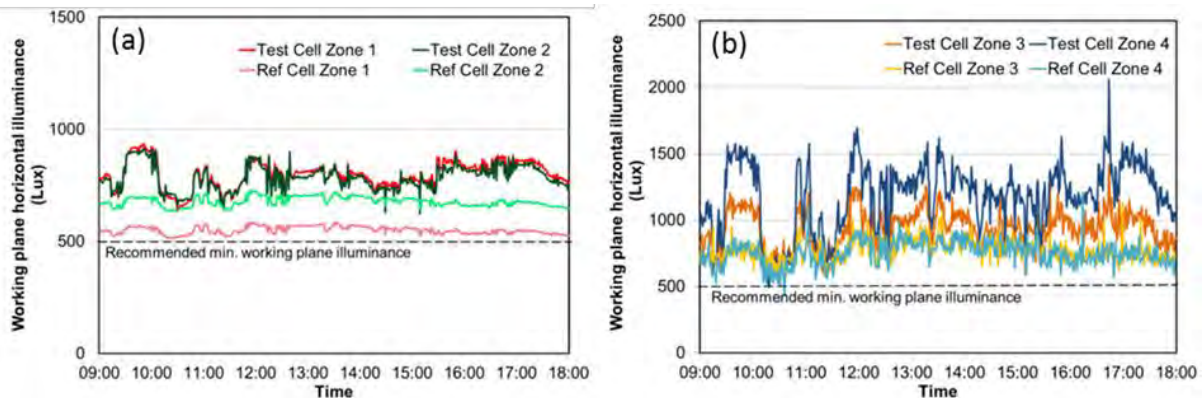 (a)
Test Cell Zone 1
Test Cell Zone 2
Ref Cell Zone 1
Ref Cell Zone 2
Working plane horizontal illuminance
(Lux)
1500
1000
500
0
Recommended min. working plane illuminance
09:00 10:00 11:00 12:00 13:00 14:00 15:00 16:00 17:00 18:00
Time
(b)
Test Cell Zone 3
Test Cell Zone 4
Ref Cell Zone 3
Ref Cell Zone 4
Working plane horizontal illuminance
(Lux)
2500
2000
1500
1000
500
0
Recommended min. working plane illuminance
09:00 10:00 11:00 12:00 13:00 14:00 15:00 16:00 17:00 18:00
Time